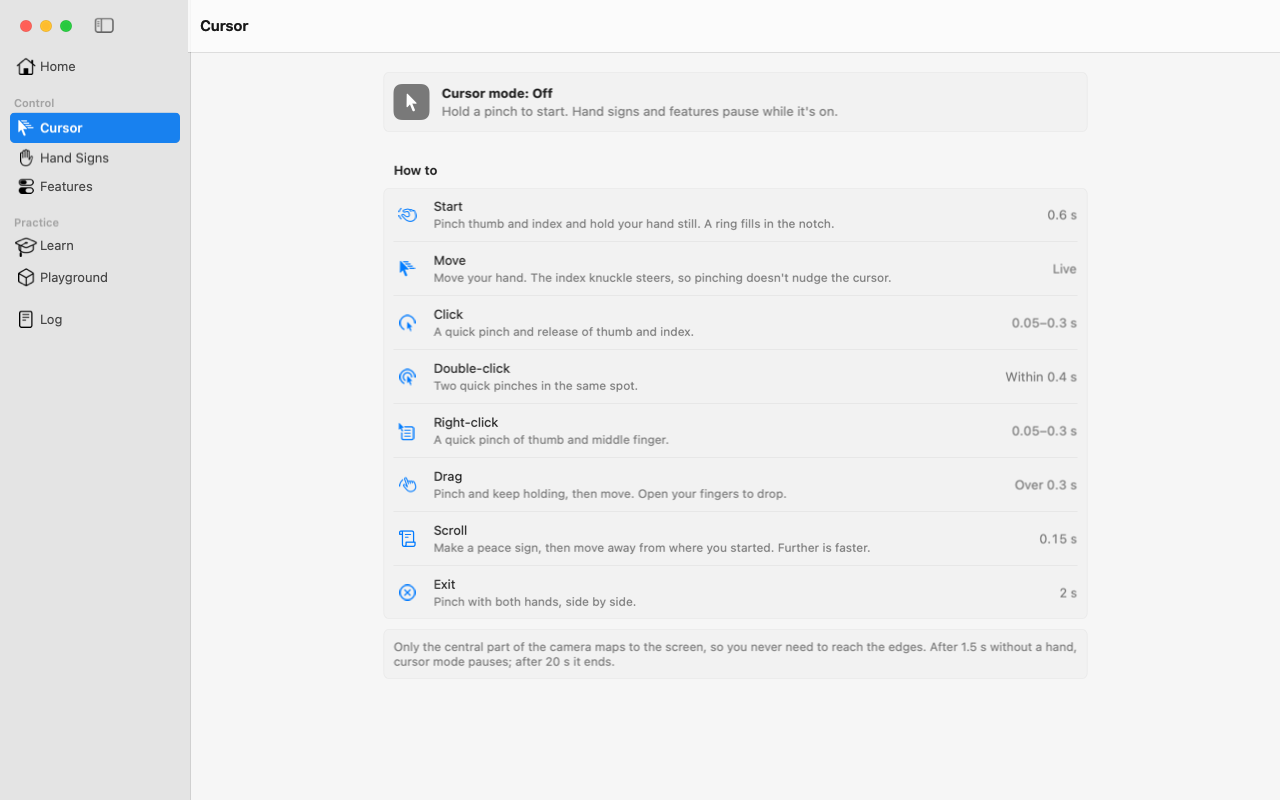 Cursor
Home
Control
Cursor
Hand Signs
Features
Practice
Learn
Playground
Log
Cursor mode: Off
Hold a pinch to start. Hand signs and features pause while it's on.
How to
Start
Pinch thumb and index and hold your hand still. A ring fills in the notch.
0.6 s
Move
Move your hand. The index knuckle steers, so pinching doesn't nudge the cursor.
Live
Click
A quick pinch and release of thumb and index.
0.05–0.3 s
Double-click
Two quick pinches in the same spot.
Within 0.4 s
Right-click
A quick pinch of thumb and middle finger.
0.05–0.3 s
Drag
Pinch and keep holding, then move. Open your fingers to drop.
Over 0.3 s
Scroll
Make a peace sign, then move away from where you started. Further is faster.
0.15 s
Exit
Pinch with both hands, side by side.
2 s
Only the central part of the camera maps to the screen, so you never need to reach the edges. After 1.5 s without a hand,
cursor mode pauses; after 20 s it ends.